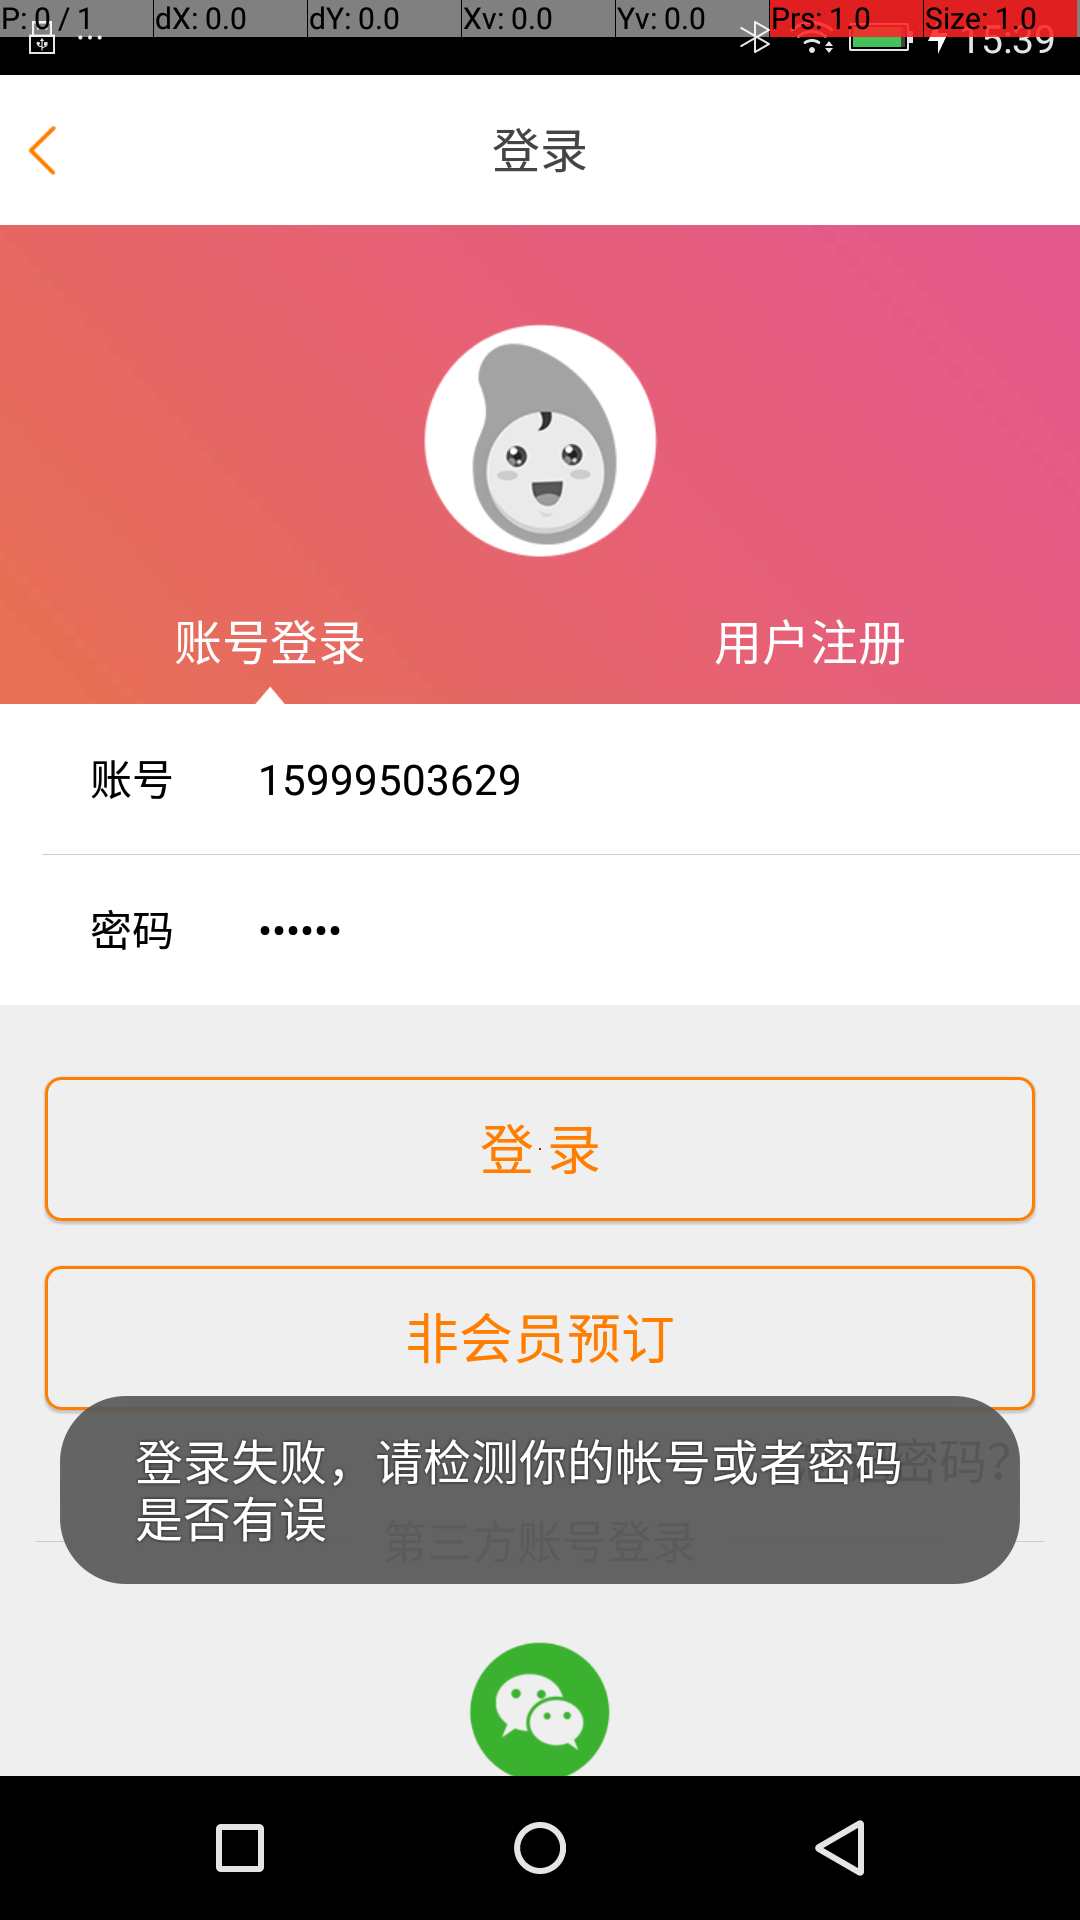 P: 0 / 1 dX: 0.0 dY: 0.0 Xv: 0.0 Yv: 0.0 Prs: 1.0 Size: 1.0
15:39
登录
账号登录 用户注册
账号 15999503629
密码 ••••••
登 录
非会员预订
密码?
登录失败，请检测你的帐号或者密码
是否有误
第三方账号登录